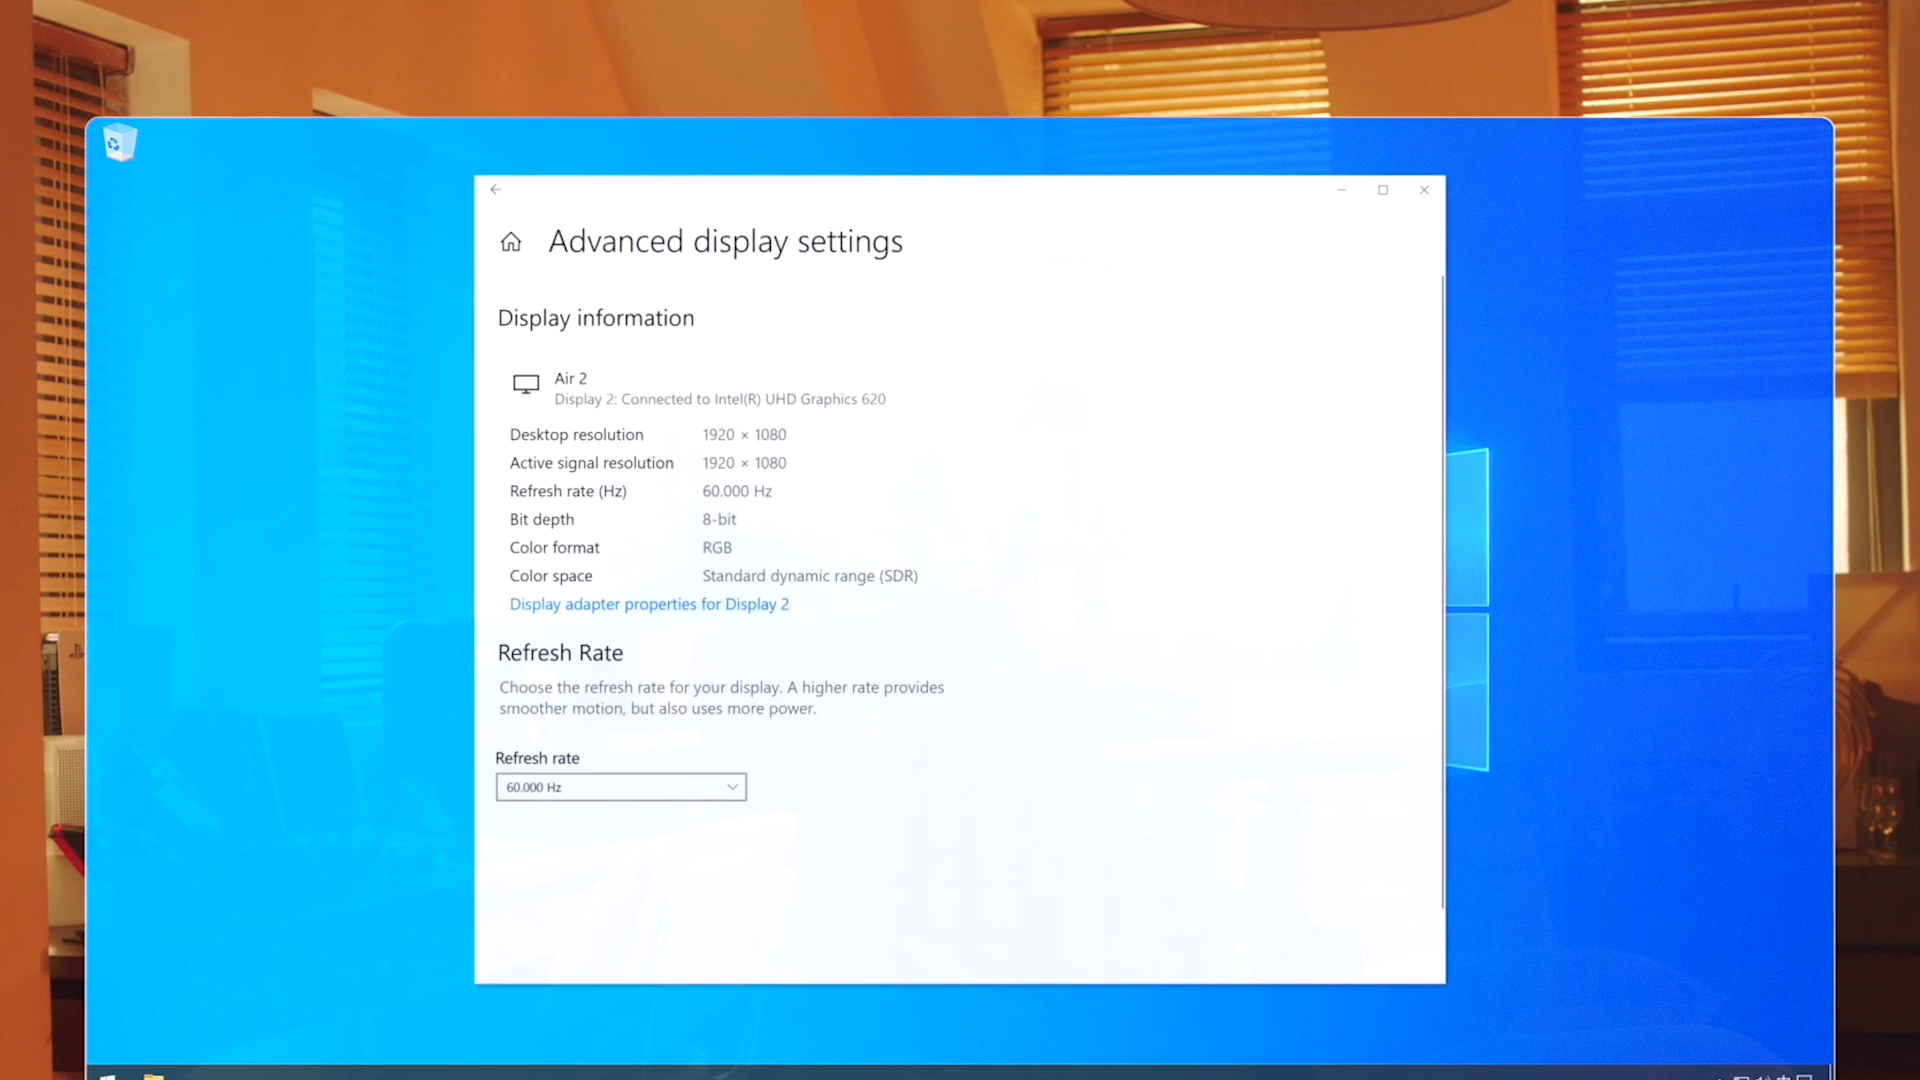 Advanced display settings
Display information
Air 2
Display 2: Connected to Intel(R) UHD Graphics 620
Desktop resolution 1920 × 1080
Active signal resolution 1920 × 1080
Refresh rate (Hz) 60.000 Hz
Bit depth 8-bit
Color format RGB
Color space Standard dynamic range (SDR)
Display adapter properties for Display 2
Refresh Rate
Choose the refresh rate for your display. A higher rate provides
smoother motion, but also uses more power.
Refresh rate
60.000 Hz